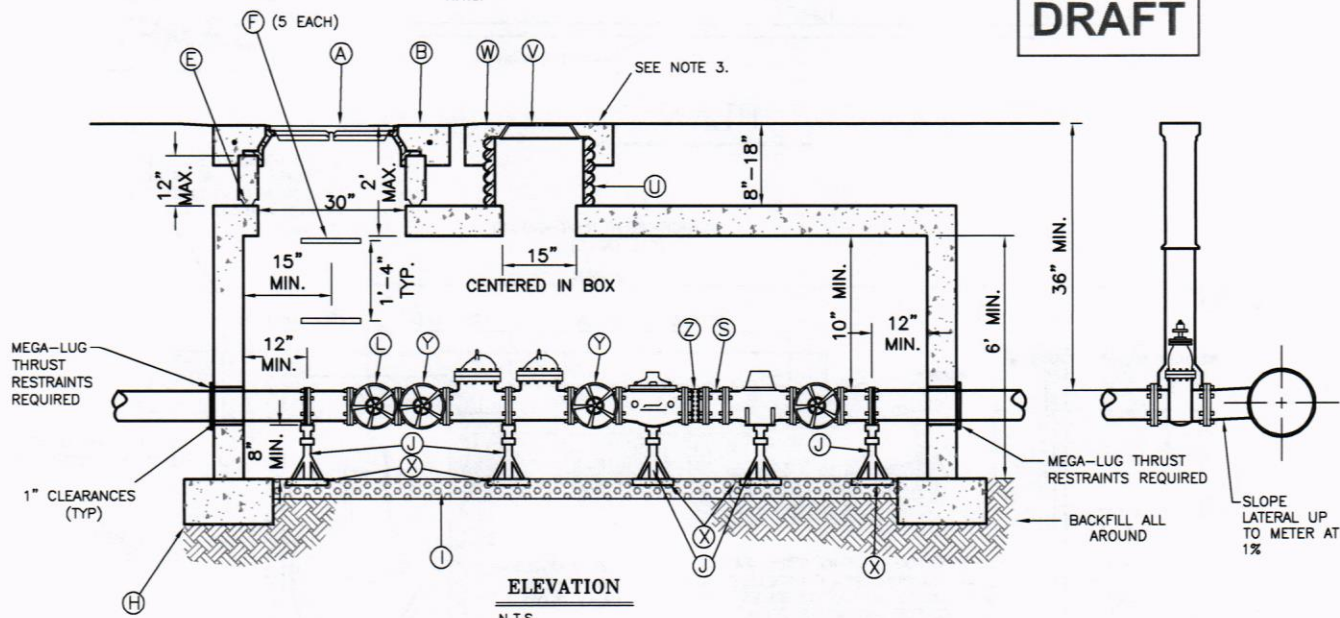 DRAFT
F (5 EACH)
E
A
B
W
V
SEE NOTE 3.
12"
MAX.
30"
2'
MAX.
U
8"-18"
36" MIN.
15"
MIN.
1'-4"
TYP.
15"
CENTERED IN BOX
10" MIN.
12"
MIN.
6' MIN.
12"
MIN.
L
Y
Y
Z
S
MEGA-LUG
THRUST
RESTRAINTS
REQUIRED
8"
MIN.
J
X
J
1" CLEARANCES
(TYP)
MEGA-LUG THRUST
RESTRAINTS REQUIRED
SLOPE
LATERAL UP
TO METER AT
1%
BACKFILL ALL
AROUND
X
J
X
H
I
ELEVATION